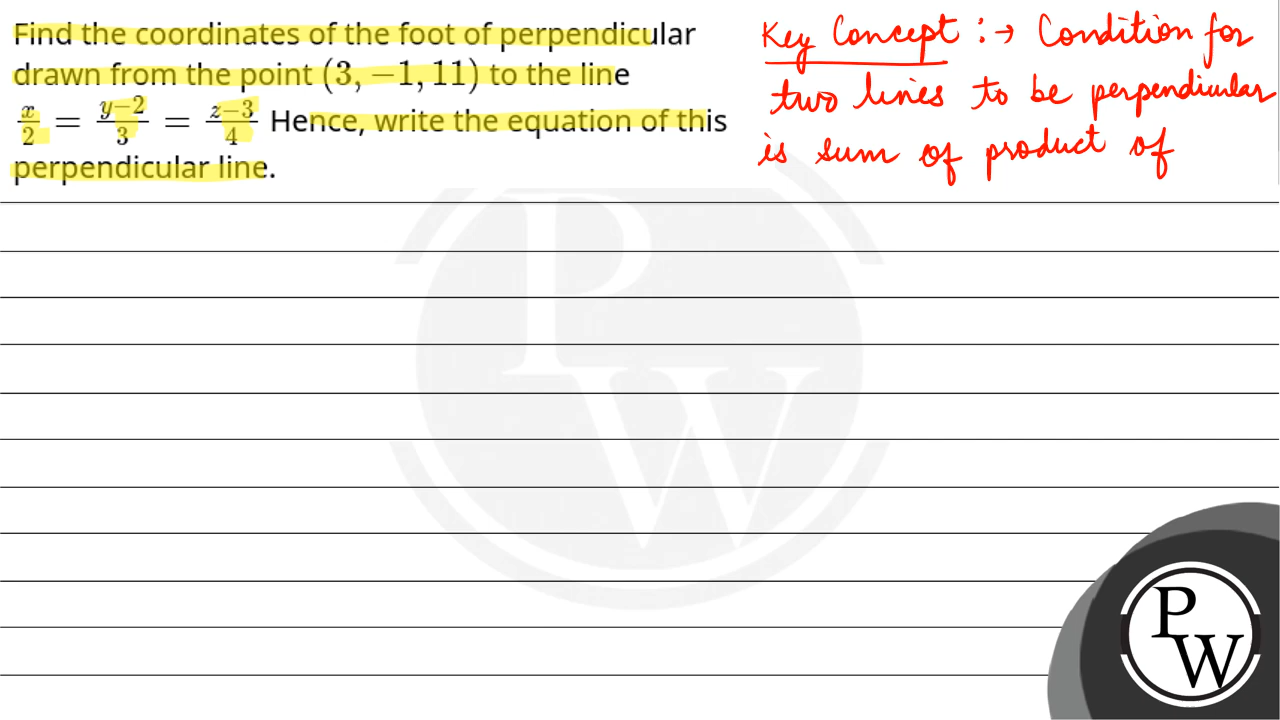 Find the coordinates of the foot of perpendicular
drawn from the point (3, −1, 11) to the line
x/2 = y−2/3 = z−3/4 Hence, write the equation of this
perpendicular line.
Key Concept :→ Condition for
two lines to be perpendicular
is sum of product of
P
W
P
W